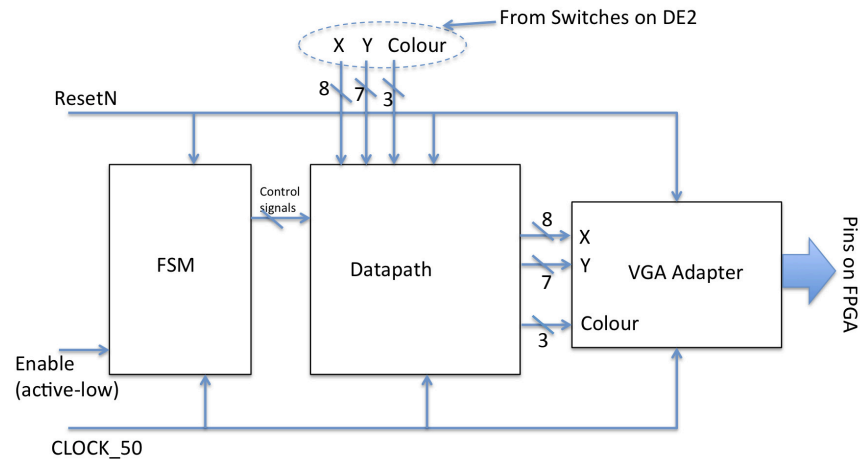 From Switches on DE2
X Y Colour
8 7 3
ResetN
Control
signals
FSM
Datapath
8
X
Y
7
Colour
3
VGA Adapter
Pins on FPGA
Enable
(active-low)
CLOCK_50